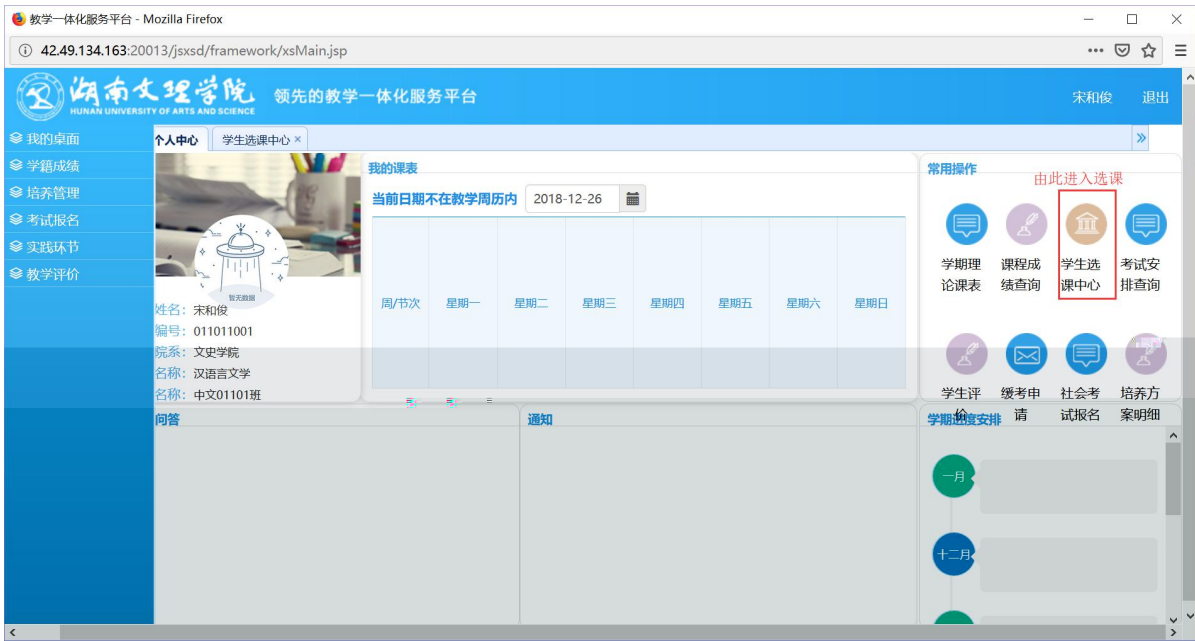 教学一体化服务平台 - Mozilla Firefox
42.49.134.163:20013/jsxsd/framework/xsMain.jsp
湖南文理学院
HUNAN UNIVERSITY OF ARTS AND SCIENCE
领先的教学一体化服务平台
宋和俊 退出
我的桌面
学籍成绩
培养管理
考试报名
实践环节
教学评价
个人中心 学生选课中心 ×
暂无数据
姓名：宋和俊
编号：011011001
院系：文史学院
名称：汉语言文学
名称：中文01101班
我的课表
当前日期不在教学周历内 2018-12-26
周/节次 星期一 星期二 星期三 星期四 星期五 星期六 星期日
常用操作
由此进入选课
学期理论课表
课程成绩查询
学生选课中心
考试安排查询
学生评价
缓考申请
社会考试报名
培养方案明细
问答
通知
学期进度安排
一月
十二月